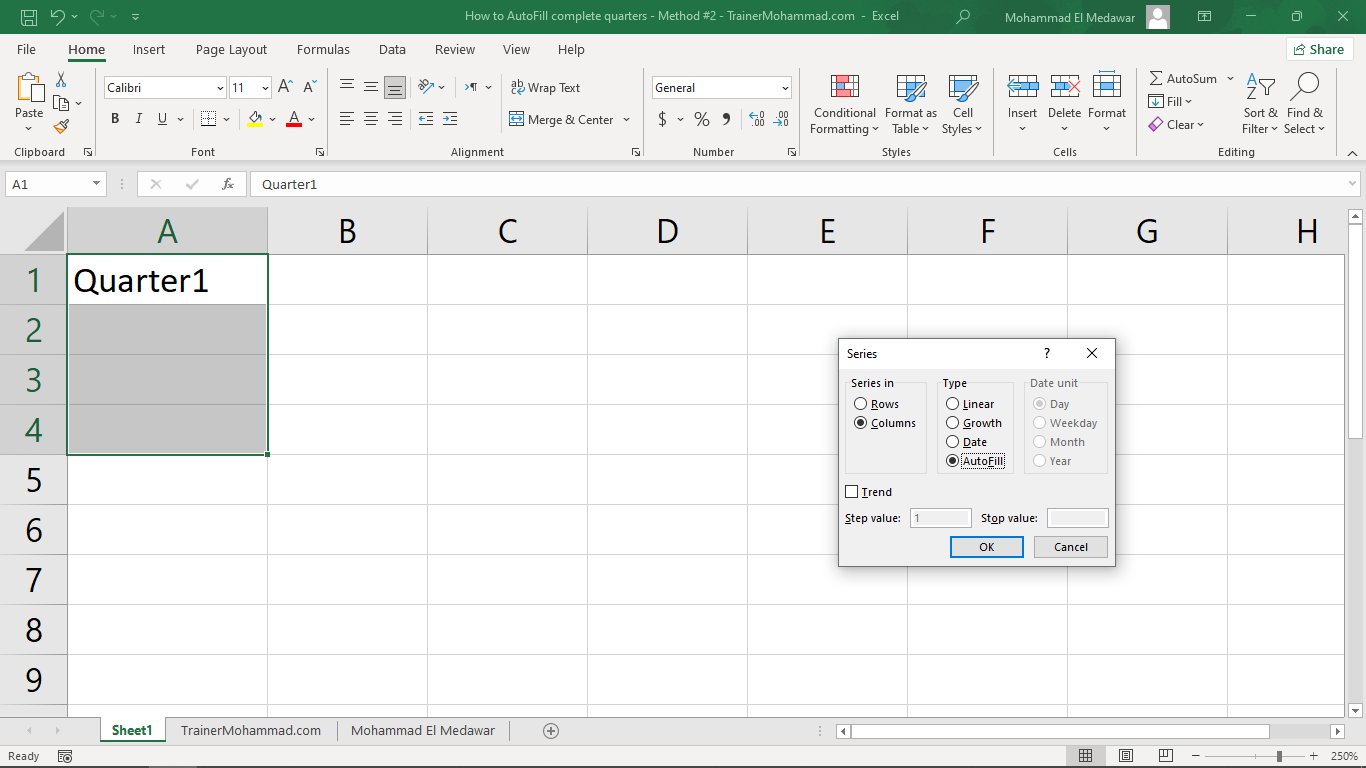 How to AutoFill complete quarters - Method #2 - TrainerMohammad.com - Excel
Mohammad El Medawar
File Home Insert Page Layout Formulas Data Review View Help
Share
Paste
Clipboard
Calibri 11
B I U A
Font
ab Wrap Text
Merge & Center
Alignment
General
$ % 9 .00 .00
Number
Conditional Formatting
Format as Table
Cell Styles
Styles
Insert Delete Format
Cells
AutoSum
Fill
Clear
Sort & Filter
Find & Select
Editing
A1 fx Quarter1
A B C D E F G H
1 Quarter1
2
3
4
5
6
7
8
9
Series ?
Series in
Rows
Columns
Type
Linear
Growth
Date
AutoFill
Date unit
Day
Weekday
Month
Year
Trend
Step value: 1 Stop value:
OK Cancel
Sheet1 TrainerMohammad.com Mohammad El Medawar
Ready 250%